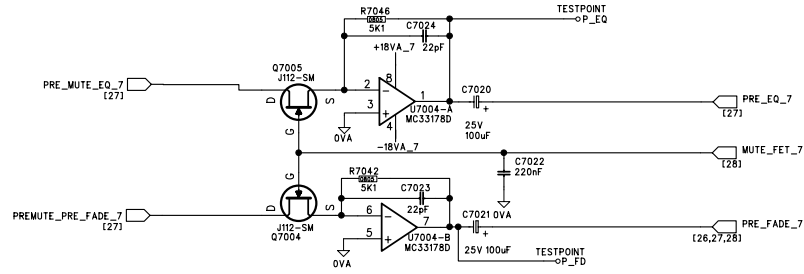 R7046
0805
5K1
C7024
22pF
TESTPOINT
P_EQ
+18VA_7
Q7005
J112-SM
PRE_MUTE_EQ_7
[27]
D
S
G
2
3
8
1
4
U7004-A
MC33178D
0VA
-18VA_7
C7020
25V
100uF
+
PRE_EQ_7
[27]
MUTE_FET_7
[28]
C7022
220nF
0VA
R7042
0805
5K1
C7023
22pF
G
D
S
PREMUTE_PRE_FADE_7
[27]
J112-SM
Q7004
6
5
7
U7004-B
MC33178D
0VA
C7021
+
25V 100uF
PRE_FADE_7
[26,27,28]
TESTPOINT
P_FD